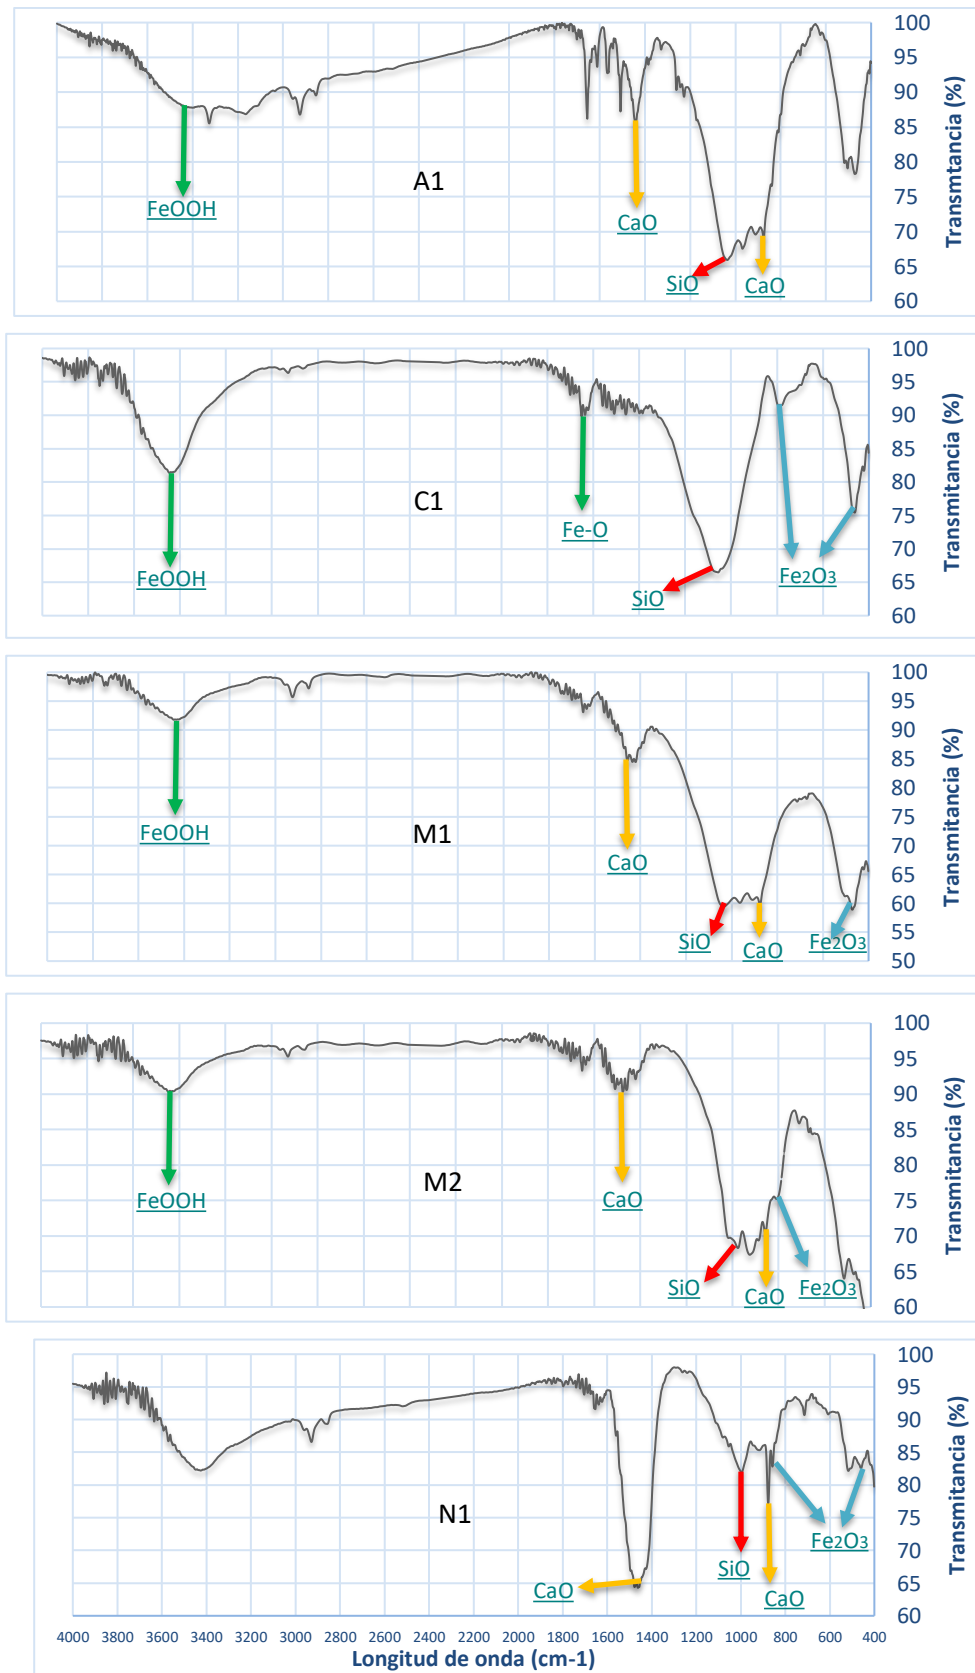 100
95
90
85
80
75
70
65
60
Transmtancia (%)
A1
FeOOH
CaO
SiO
CaO
100
95
90
85
80
75
70
65
60
Transmitancia (%)
C1
FeOOH
Fe-O
SiO
Fe2O3
100
95
90
85
80
75
70
65
60
55
50
Transmitancia (%)
M1
FeOOH
CaO
SiO
CaO
Fe2O3
100
95
90
85
80
75
70
65
60
Transmitancia (%)
M2
FeOOH
CaO
SiO
CaO
Fe2O3
100
95
90
85
80
75
70
65
60
Transmitancia (%)
N1
CaO
SiO
CaO
Fe2O3
4000 3800 3600 3400 3200 3000 2800 2600 2400 2200 2000 1800 1600 1400 1200 1000 800 600 400
Longitud de onda (cm-1)